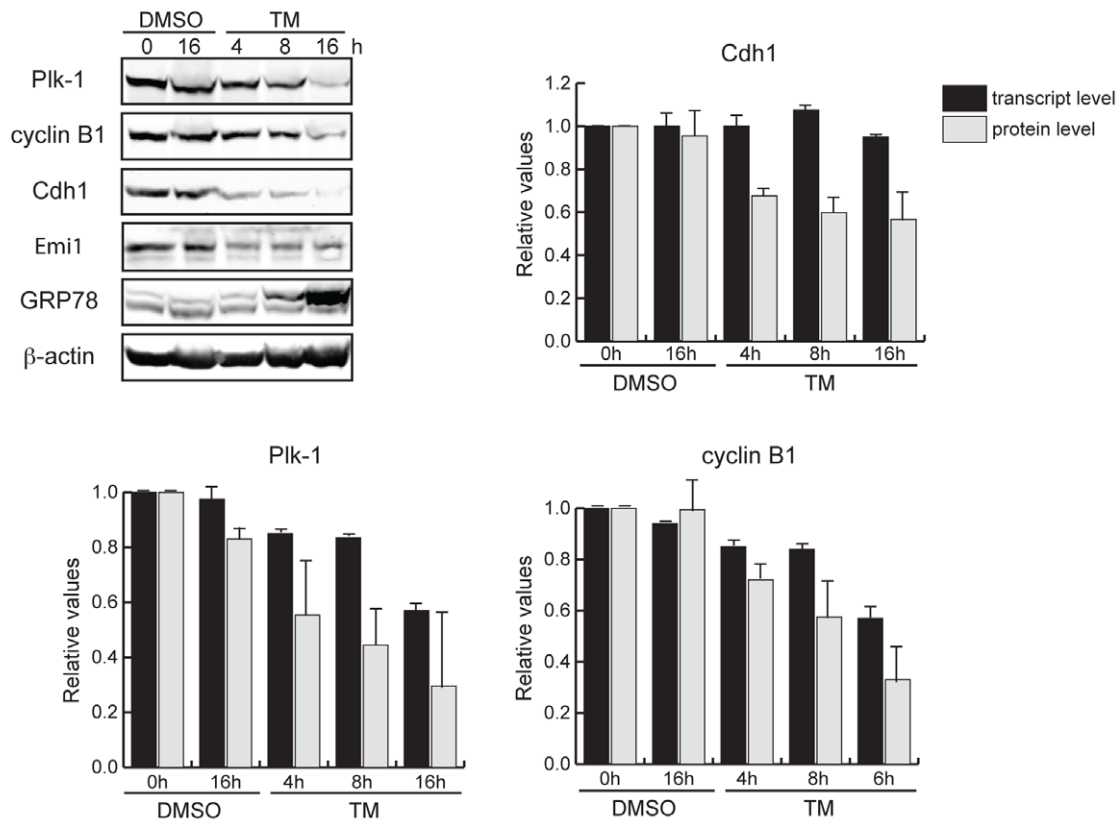 DMSO TM
0 16 4 8 16 h
Plk-1
cyclin B1
Cdh1
Emi1
GRP78
β-actin
Cdh1
1.2
1.0
0.8
0.6
0.4
0.2
0.0
Relative values
0h 16h 4h 8h 16h
DMSO TM
transcript level
protein level
Plk-1
1.0
0.8
0.6
0.4
0.2
0.0
Relative values
0h 16h 4h 8h 16h
DMSO TM
cyclin B1
1.0
0.8
0.6
0.4
0.2
0.0
Relative values
0h 16h 4h 8h 6h
DMSO TM